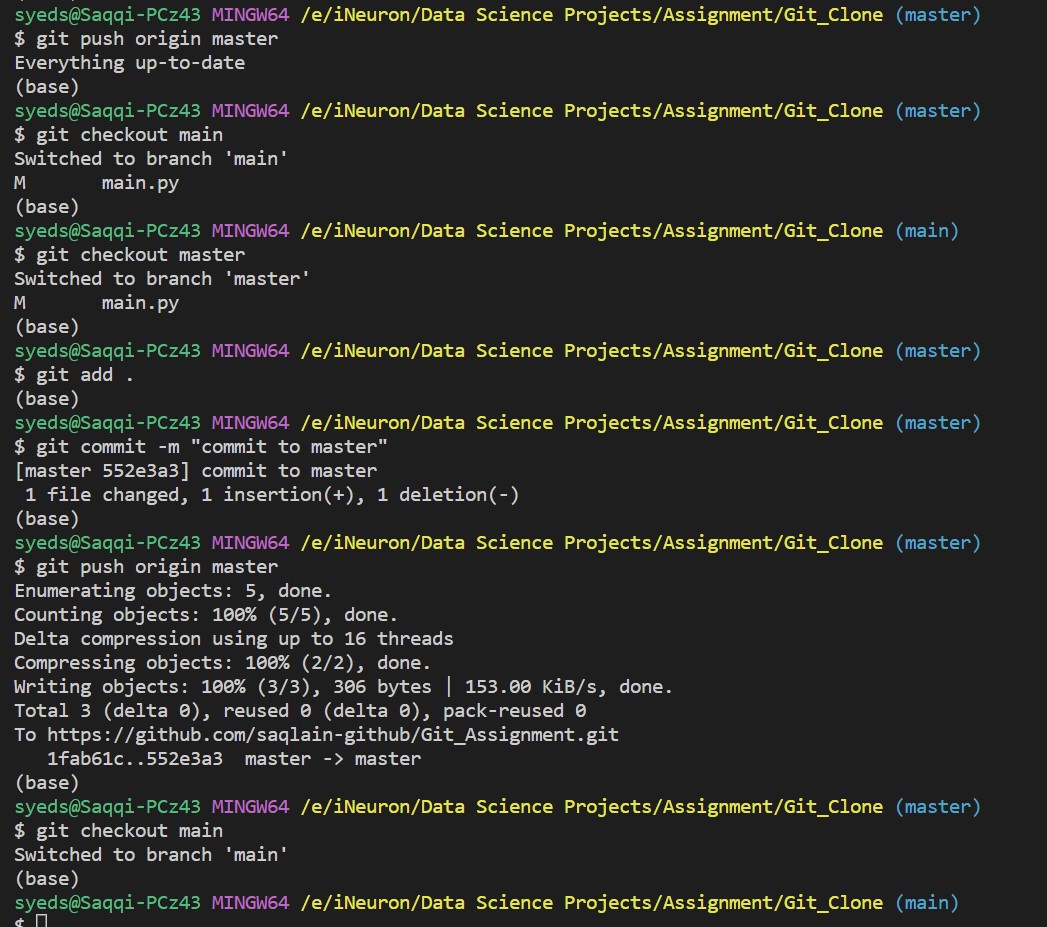 syeds@Saqqi-PCz43 MINGW64 /e/iNeuron/Data Science Projects/Assignment/Git_Clone (master)
$ git push origin master
Everything up-to-date
(base)
syeds@Saqqi-PCz43 MINGW64 /e/iNeuron/Data Science Projects/Assignment/Git_Clone (master)
$ git checkout main
Switched to branch 'main'
M       main.py
(base)
syeds@Saqqi-PCz43 MINGW64 /e/iNeuron/Data Science Projects/Assignment/Git_Clone (main)
$ git checkout master
Switched to branch 'master'
M       main.py
(base)
syeds@Saqqi-PCz43 MINGW64 /e/iNeuron/Data Science Projects/Assignment/Git_Clone (master)
$ git add .
(base)
syeds@Saqqi-PCz43 MINGW64 /e/iNeuron/Data Science Projects/Assignment/Git_Clone (master)
$ git commit -m "commit to master"
[master 552e3a3] commit to master
 1 file changed, 1 insertion(+), 1 deletion(-)
(base)
syeds@Saqqi-PCz43 MINGW64 /e/iNeuron/Data Science Projects/Assignment/Git_Clone (master)
$ git push origin master
Enumerating objects: 5, done.
Counting objects: 100% (5/5), done.
Delta compression using up to 16 threads
Compressing objects: 100% (2/2), done.
Writing objects: 100% (3/3), 306 bytes | 153.00 KiB/s, done.
Total 3 (delta 0), reused 0 (delta 0), pack-reused 0
To https://github.com/saqlain-github/Git_Assignment.git
   1fab61c..552e3a3  master -> master
(base)
syeds@Saqqi-PCz43 MINGW64 /e/iNeuron/Data Science Projects/Assignment/Git_Clone (master)
$ git checkout main
Switched to branch 'main'
(base)
syeds@Saqqi-PCz43 MINGW64 /e/iNeuron/Data Science Projects/Assignment/Git_Clone (main)
$